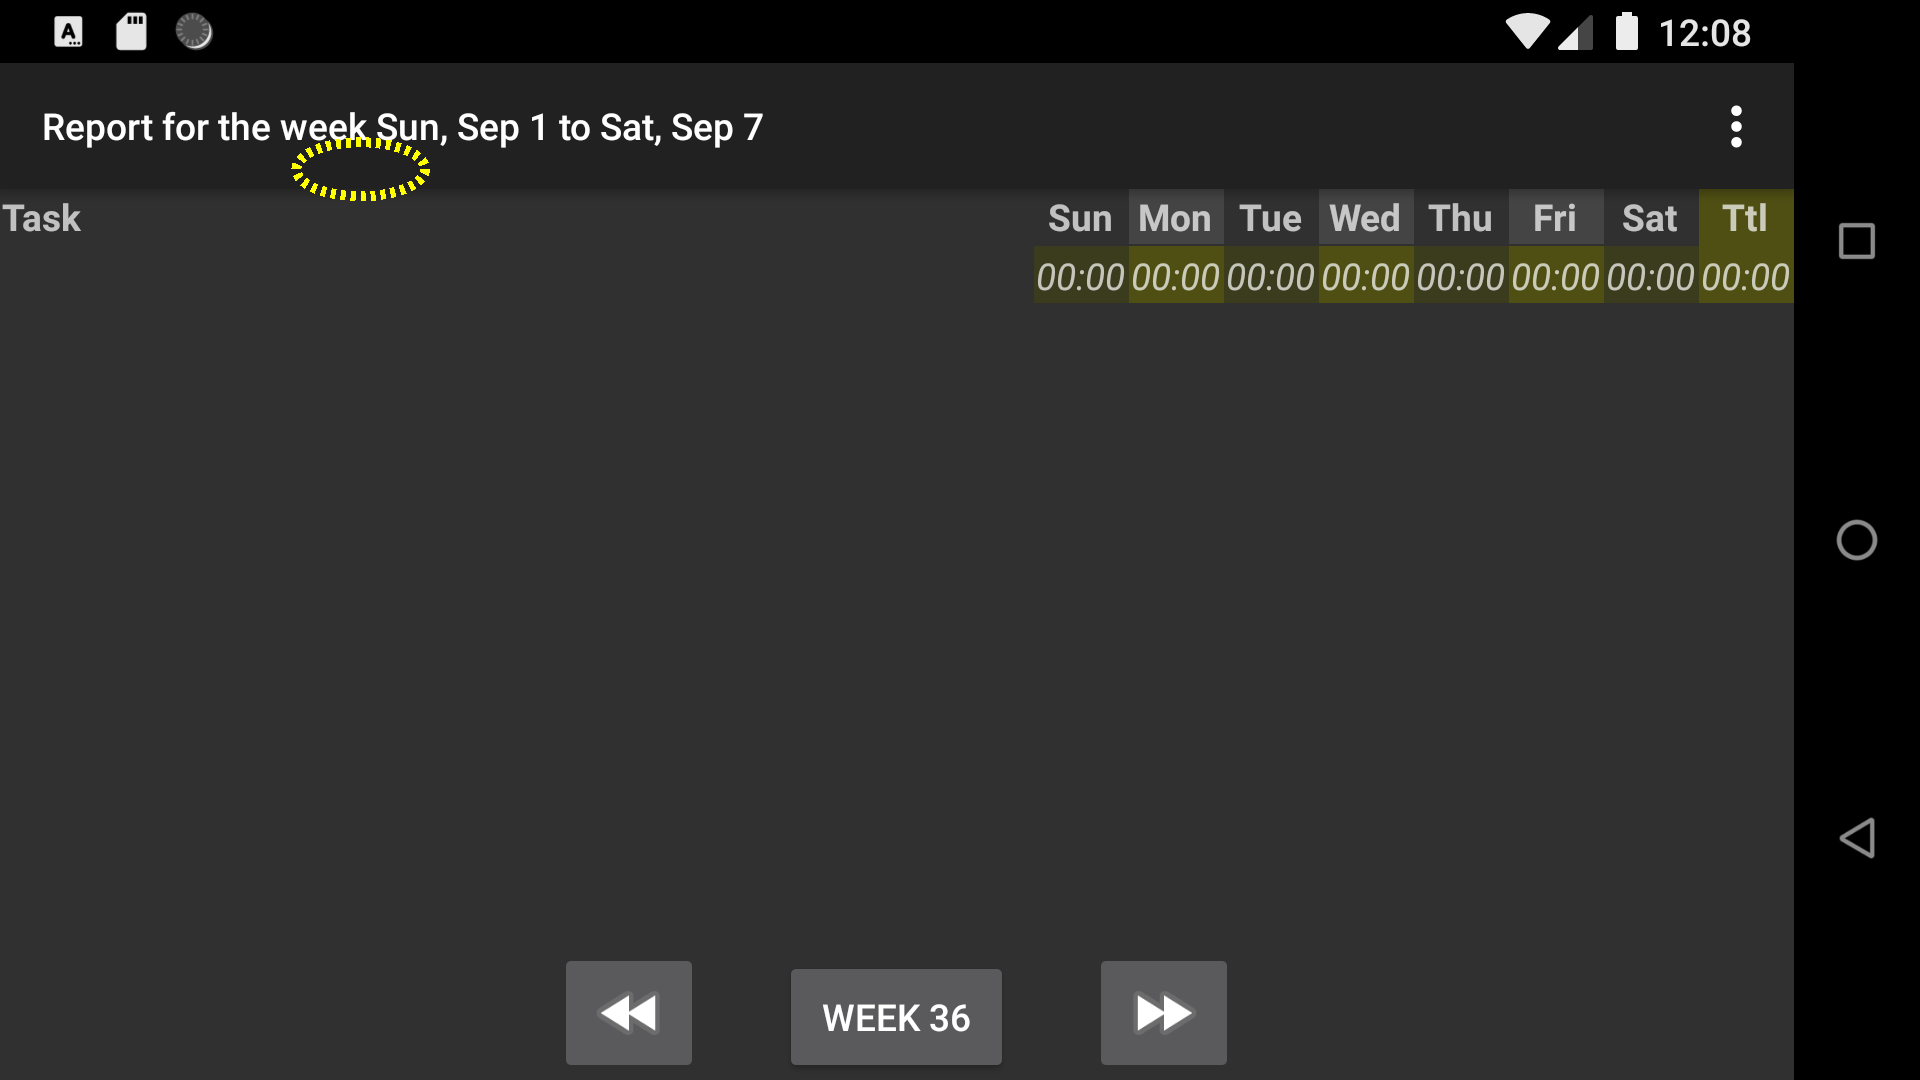 12:08
Report for the week Sun, Sep 1 to Sat, Sep 7
Task Sun Mon Tue Wed Thu Fri Sat Ttl
00:00 00:00 00:00 00:00 00:00 00:00 00:00 00:00
WEEK 36